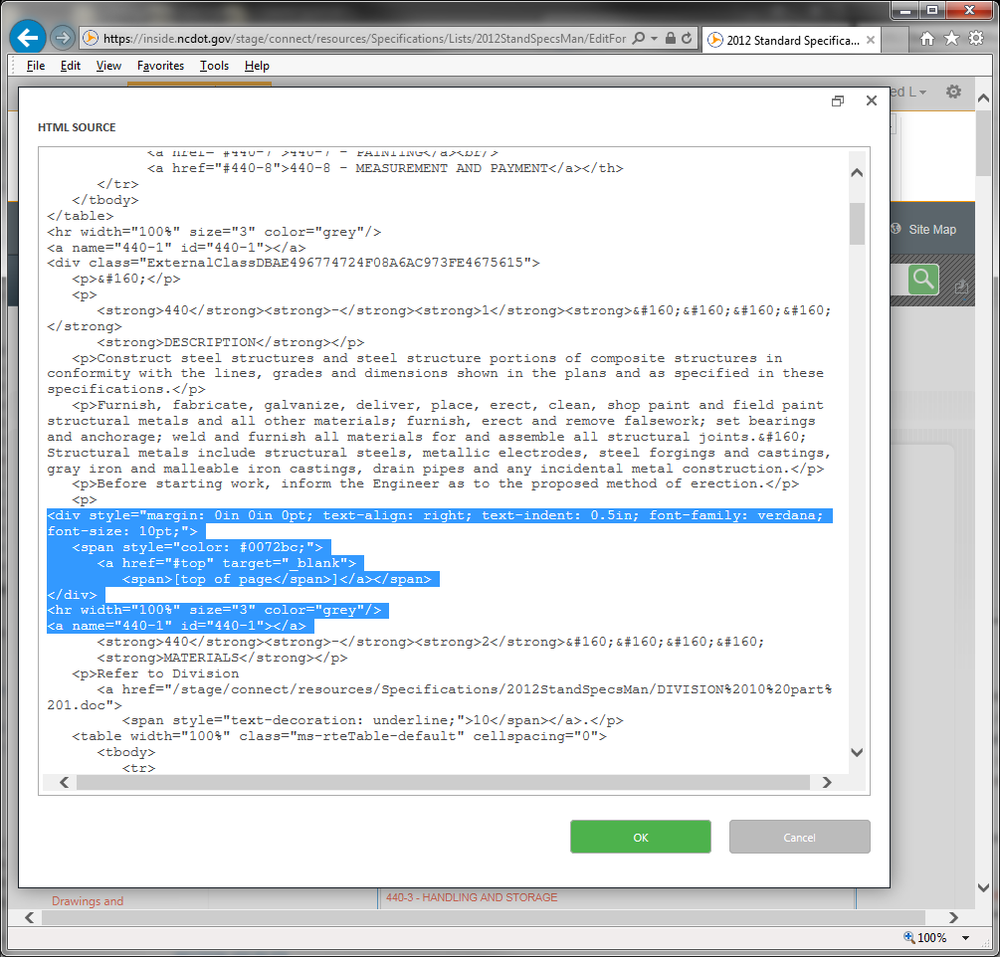 https://inside.ncdot.gov/stage/connect/resources/Specifications/Lists/2012StandSpecsMan/EditFor
2012 Standard Specifica...
File Edit View Favorites Tools Help
ed L
HTML SOURCE
<a href="#440-7">440-7 - PAINTING</a><br/>
<a href="#440-8">440-8 - MEASUREMENT AND PAYMENT</a></th>
</tr>
</tbody>
</table>
<hr width="100%" size="3" color="grey"/>
<a name="440-1" id="440-1"></a>
<div class="ExternalClassDBAE496774724F08A6AC973FE4675615">
<p>&#160;</p>
<p>
<strong>440</strong><strong>-</strong><strong>1</strong><strong>&#160;&#160;&#160;&#160;
</strong>
<strong>DESCRIPTION</strong></p>
<p>Construct steel structures and steel structure portions of composite structures in
conformity with the lines, grades and dimensions shown in the plans and as specified in these
specifications.</p>
<p>Furnish, fabricate, galvanize, deliver, place, erect, clean, shop paint and field paint
structural metals and all other materials; furnish, erect and remove falsework; set bearings
and anchorage; weld and furnish all materials for and assemble all structural joints.&#160;
Structural metals include structural steels, metallic electrodes, steel forgings and castings,
gray iron and malleable iron castings, drain pipes and any incidental metal construction.</p>
<p>Before starting work, inform the Engineer as to the proposed method of erection.</p>
<p>
<div style="margin: 0in 0in 0pt; text-align: right; text-indent: 0.5in; font-family: verdana;
font-size: 10pt;">
<span style="color: #0072bc;">
<a href="#top" target="_blank">
<span>[top of page</span>]</a></span>
</div>
<hr width="100%" size="3" color="grey"/>
<a name="440-1" id="440-1"></a>
<strong>440</strong><strong>-</strong><strong>2</strong>&#160;&#160;&#160;&#160;
<strong>MATERIALS</strong></p>
<p>Refer to Division
<a href="/stage/connect/resources/Specifications/2012StandSpecsMan/DIVISION%2010%20part%
201.doc">
<span style="text-decoration: underline;">10</span></a>.</p>
<table width="100%" class="ms-rteTable-default" cellspacing="0">
<tbody>
<tr>
Site Map
OK Cancel
Drawings and
440-3 - HANDLING AND STORAGE
100%